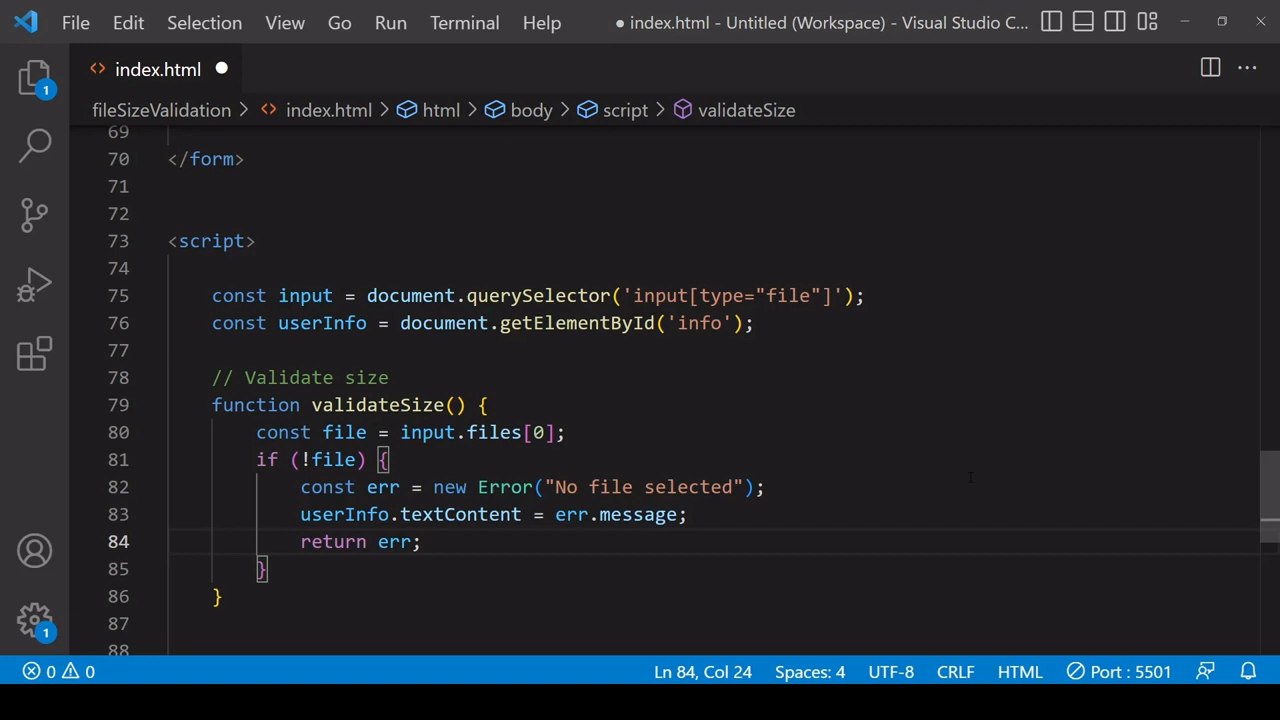 File Edit Selection View Go Run Terminal Help ● index.html - Untitled (Workspace) - Visual Studio C...
index.html
fileSizeValidation > index.html > html > body > script > validateSize
69
70 </form>
71
72
73 <script>
74
75 const input = document.querySelector('input[type="file"]');
76 const userInfo = document.getElementById('info');
77
78 // Validate size
79 function validateSize() {
80 const file = input.files[0];
81 if (!file) {
82 const err = new Error("No file selected");
83 userInfo.textContent = err.message;
84 return err;
85 }
86 }
87
88
1
1
0 0 Ln 84, Col 24 Spaces: 4 UTF-8 CRLF HTML Port : 5501